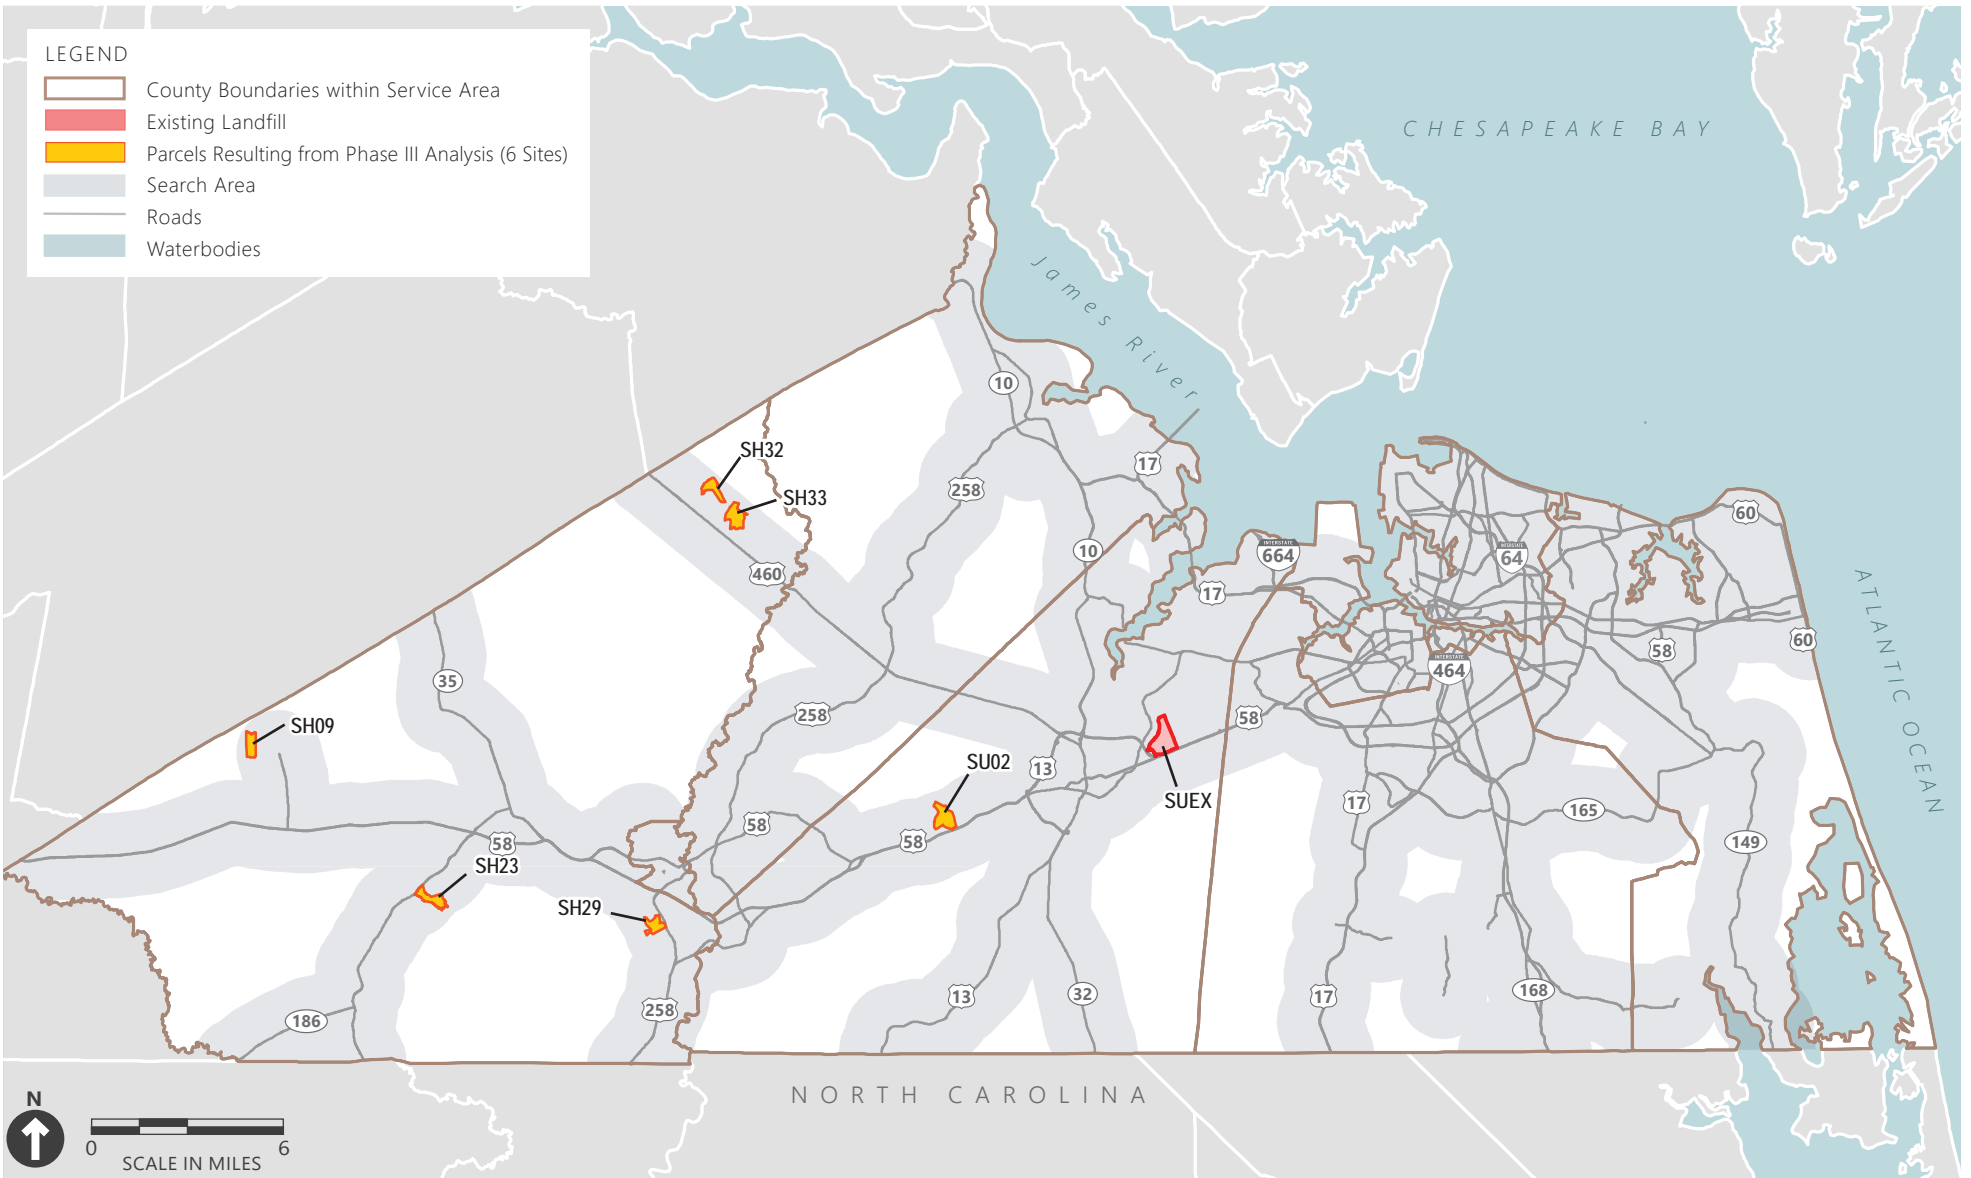 LEGEND
County Boundaries within Service Area
Existing Landfill
Parcels Resulting from Phase III Analysis (6 Sites)
Search Area
Roads
Waterbodies
CHESAPEAKE BAY
James River
ATLANTIC OCEAN
10
SH32
17
258
SH33
60
10
INTERSTATE
664
INTERSTATE
64
460
17
60
58
INTERSTATE
464
35
258
58
SH09
SU02
13
SUEX
17
165
58
58
58
149
SH23
SH29
13
32
17
168
186
258
NORTH CAROLINA
N
0
6
SCALE IN MILES